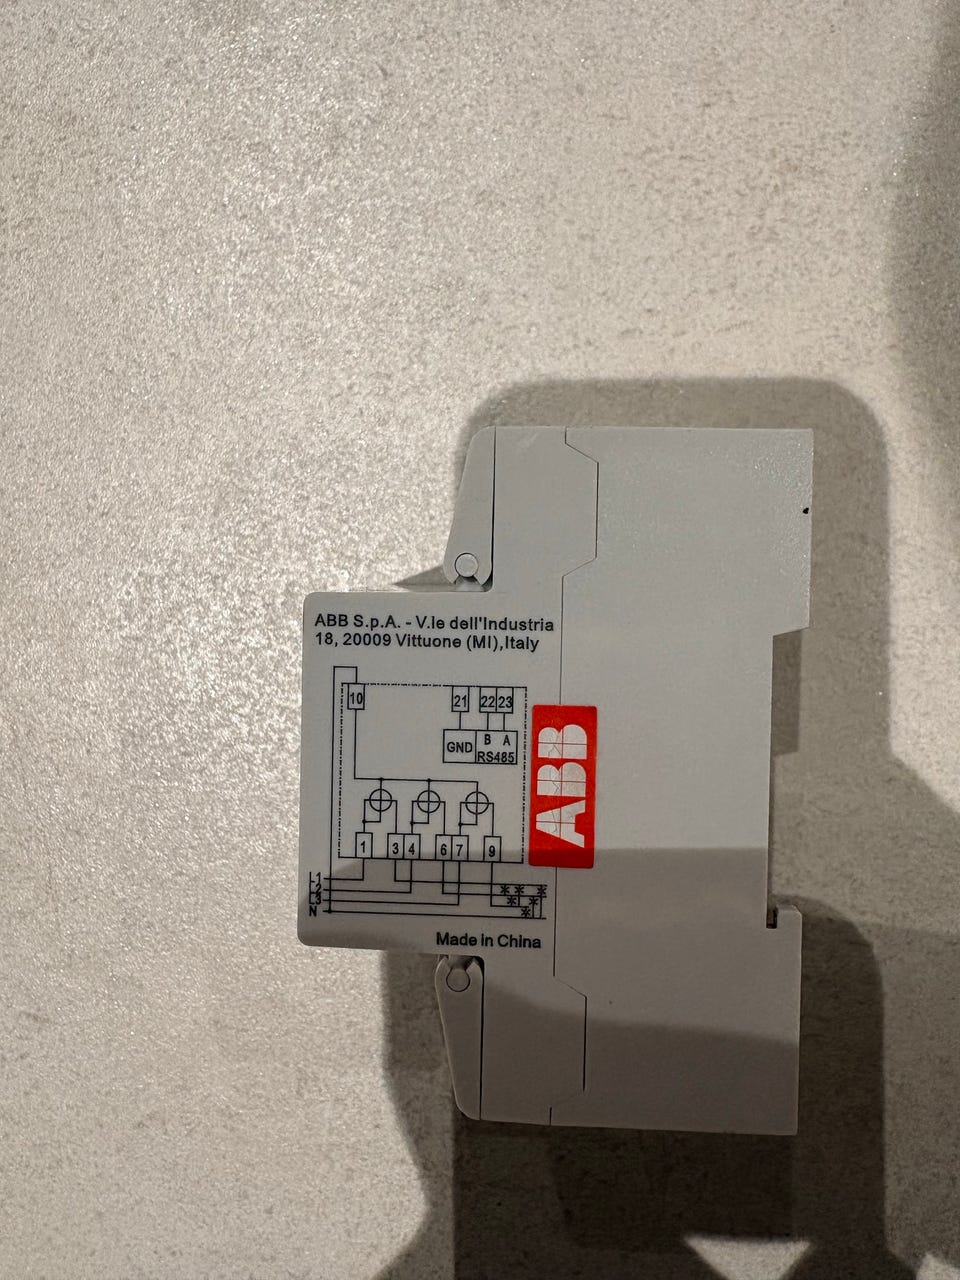 ABB S.p.A. - V.le dell'Industria
18, 20009 Vittuone (MI),Italy
10 21 22 23
GND B A
RS485
1 3 4 6 7 9
L1
L2
L3
N
Made in China
ABB